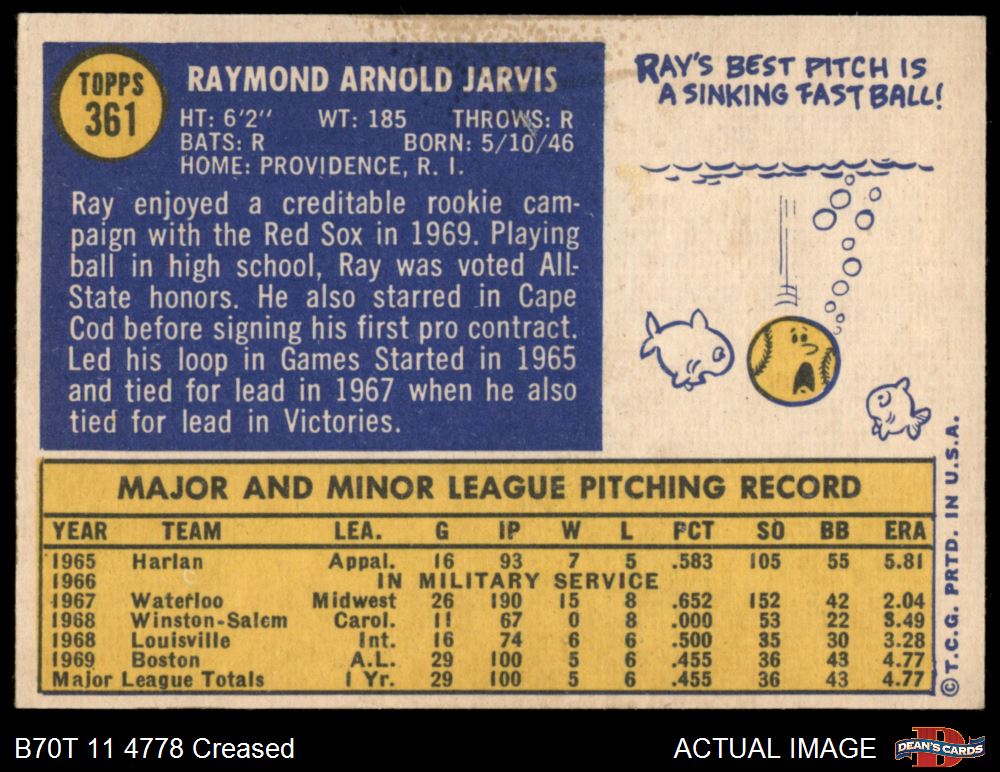 TOPPS
361
RAYMOND ARNOLD JARVIS
HT: 6'2" WT: 185 THROWS: R
BATS: R BORN: 5/10/46
HOME: PROVIDENCE, R. I.
Ray enjoyed a creditable rookie cam-
paign with the Red Sox in 1969. Playing
ball in high school, Ray was voted All-
State honors. He also starred in Cape
Cod before signing his first pro contract.
Led his loop in Games Started in 1965
and tied for lead in 1967 when he also
tied for lead in Victories.
RAY'S BEST PITCH IS
A SINKING FAST BALL!
MAJOR AND MINOR LEAGUE PITCHING RECORD
YEAR TEAM LEA. G IP W L PCT SO BB ERA
1965 Harlan Appal. 16 93 7 5 .583 105 55 5.81
1966 IN MILITARY SERVICE
1967 Waterloo Midwest 26 190 15 8 .652 152 42 2.04
1968 Winston-Salem Carol. 11 67 0 8 .000 53 22 3.49
1968 Louisville Int. 16 74 6 6 .500 35 30 3.28
1969 Boston A.L. 29 100 5 6 .455 36 43 4.77
Major League Totals 1 Yr. 29 100 5 6 .455 36 43 4.77
© T.C.G. PRTD. IN U.S.A.
B70T 11 4778 Creased
ACTUAL IMAGE
DEAN'S CARDS